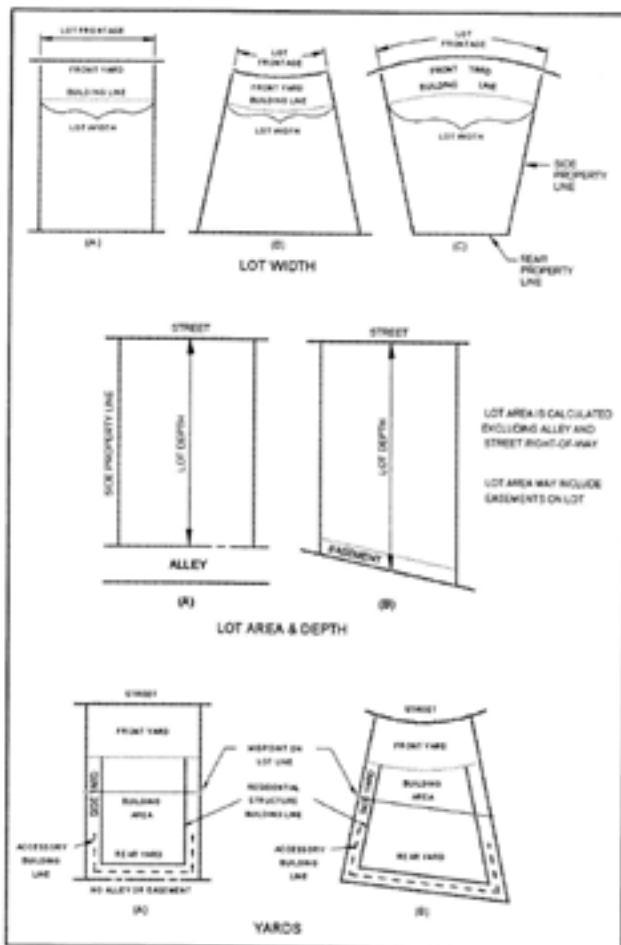 LOT FRONTAGE
FRONT YARD
BUILDING LINE
LOT WIDTH
(A)
LOT
FRONTAGE
FRONT YARD
BUILDING LINE
LOT WIDTH
(B)
LOT
FRONTAGE
FRONT YARD
BUILDING LINE
LOT WIDTH
(C)
SIDE
PROPERTY
LINE
REAR
PROPERTY
LINE
LOT WIDTH
STREET
SIDE PROPERTY LINE
LOT DEPTH
ALLEY
(A)
STREET
LOT DEPTH
EASEMENT
(B)
LOT AREA IS CALCULATED
EXCLUDING ALLEY AND
STREET RIGHT-OF-WAY
LOT AREA MAY INCLUDE
EASEMENTS ON LOT
LOT AREA & DEPTH
STREET
FRONT YARD
SIDE YARD
BUILDING
AREA
REAR YARD
ACCESSORY
BUILDING
LINE
NO ALLEY OR EASEMENT
(A)
MIDPOINT ON
LOT LINE
RESIDENTIAL
STRUCTURE
BUILDING LINE
ACCESSORY
BUILDING
LINE
STREET
FRONT YARD
SIDE YARD
BUILDING
AREA
REAR YARD
(B)
YARDS